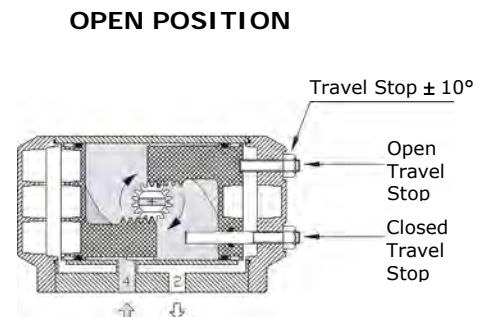 OPEN POSITION
Travel Stop ± 10°
Open
Travel
Stop
Closed
Travel
Stop
4 2